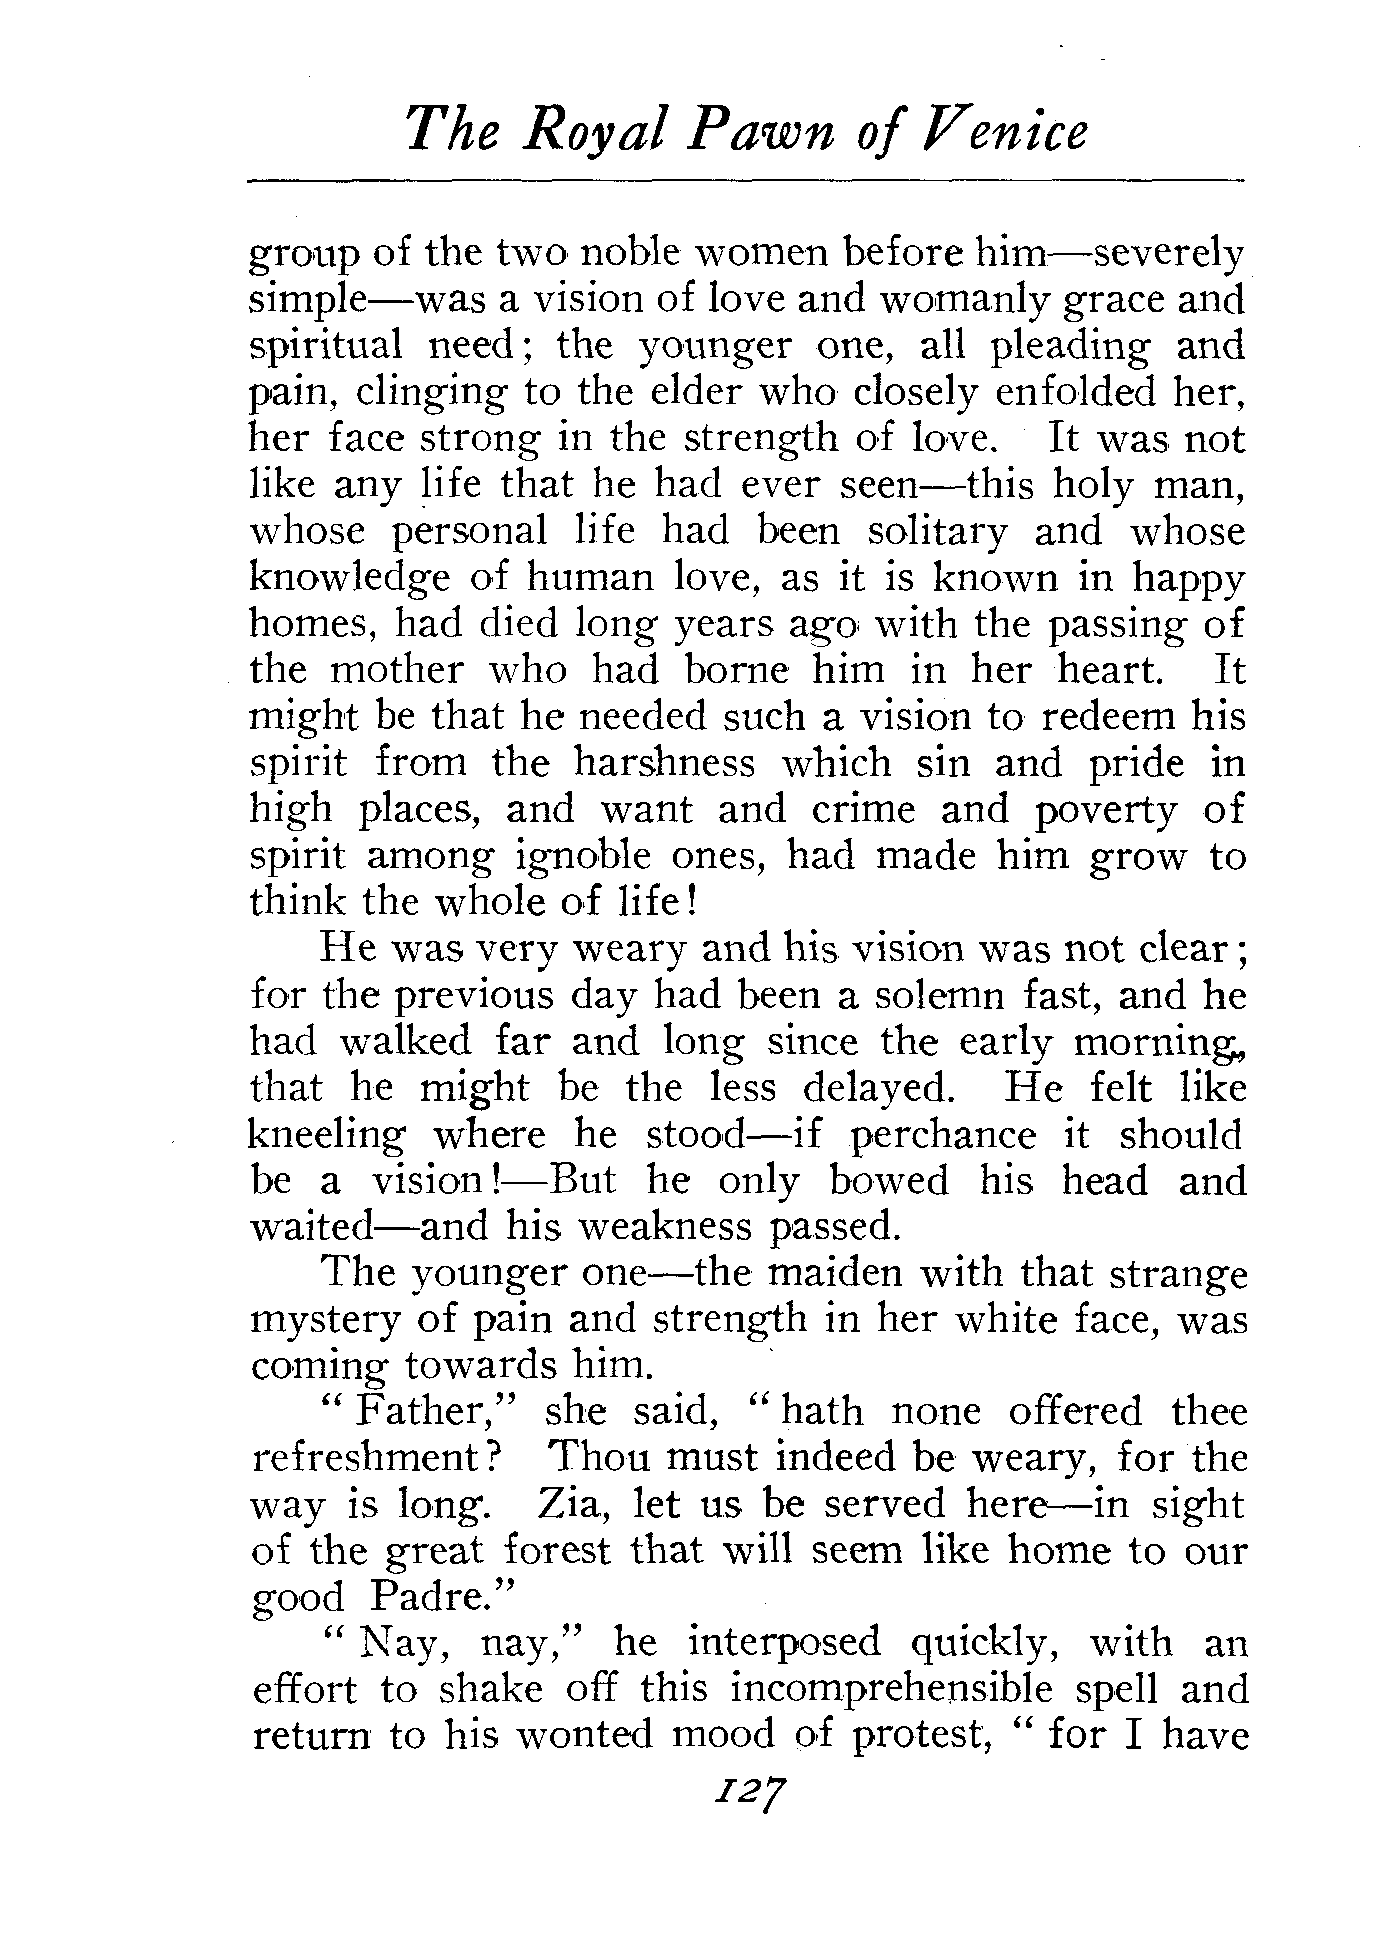 The Royal Pawn of Venice
group of the two noble women before him—severely
simple—was a vision of love and womanly grace and
spiritual need; the younger one, all pleading and
pain, clinging to the elder who closely enfolded her,
her face strong in the strength of love. It was not
like any life that he had ever seen—this holy man,
whose personal life had been solitary and whose
knowledge of human love, as it is known in happy
homes, had died long years ago with the passing of
the mother who had borne him in her heart. It
might be that he needed such a vision to redeem his
spirit from the harshness which sin and pride in
high places, and want and crime and poverty of
spirit among ignoble ones, had made him grow to
think the whole of life!
He was very weary and his vision was not clear;
for the previous day had been a solemn fast, and he
had walked far and long since the early morning,
that he might be the less delayed. He felt like
kneeling where he stood—if perchance it should
be a vision!—But he only bowed his head and
waited—and his weakness passed.
The younger one—the maiden with that strange
mystery of pain and strength in her white face, was
coming towards him.
"Father," she said, "hath none offered thee
refreshment? Thou must indeed be weary, for the
way is long. Zia, let us be served here—in sight
of the great forest that will seem like home to our
good Padre."
"Nay, nay," he interposed quickly, with an
effort to shake off this incomprehensible spell and
return to his wonted mood of protest, "for I have
127